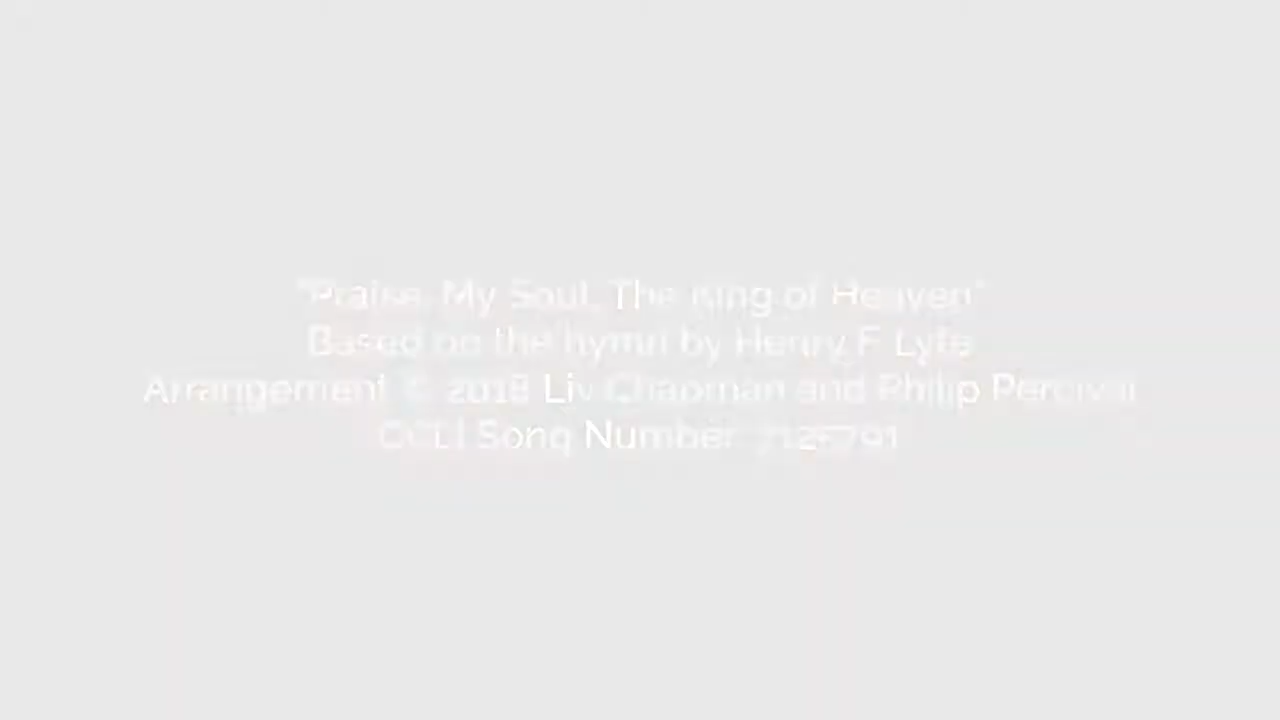 "Praise, My Soul, The King of Heaven"
Based on the hymn by Henry F Lyte
Arrangement © 2018 Liv Chapman and Philip Percival
CCLI Song Number